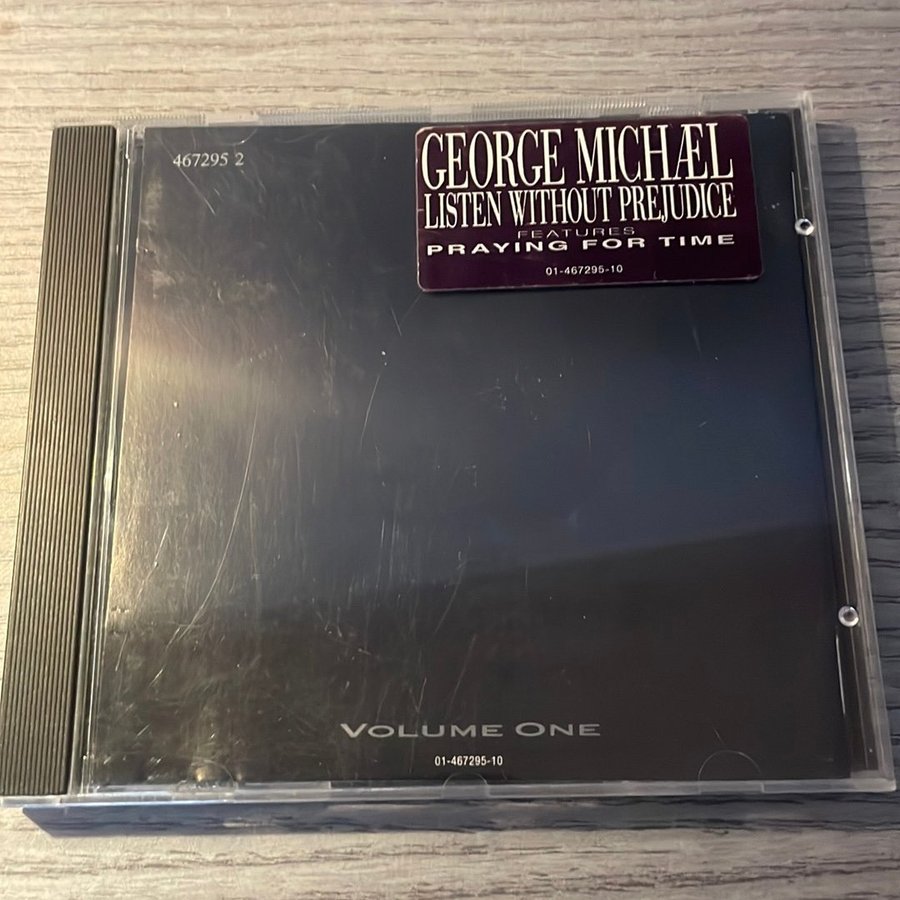 467295 2
GEORGE MICHÆL
LISTEN WITHOUT PREJUDICE
FEATURES
PRAYING FOR TIME
01-467295-10
VOLUME ONE
01-467295-10